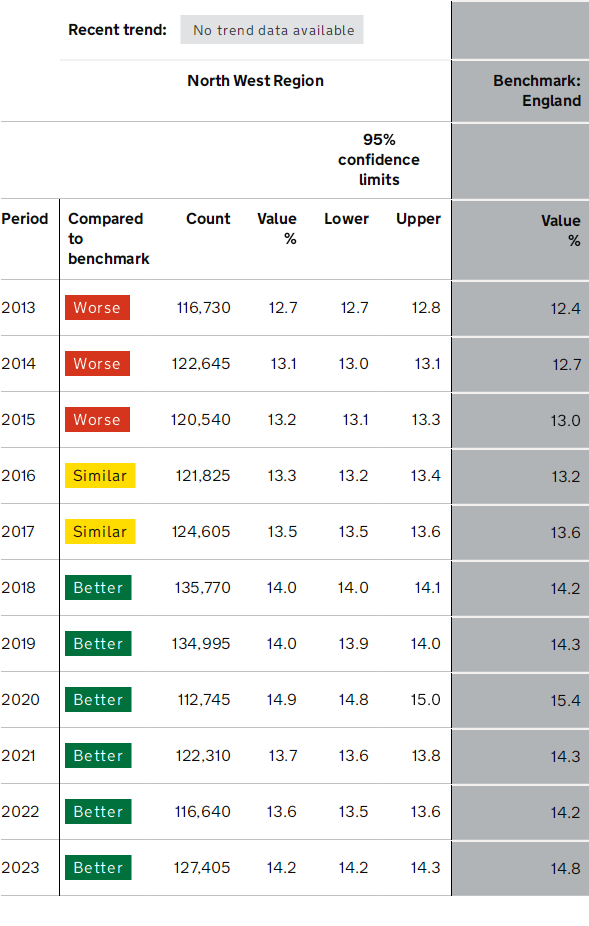 Recent trend: No trend data available
North West Region Benchmark:
England
95%
confidence
limits
Period Compared Count Value Lower Upper Value
to % %
benchmark
2013 Worse 116,730 12.7 12.7 12.8 12.4
2014 Worse 122,645 13.1 13.0 13.1 12.7
2015 Worse 120,540 13.2 13.1 13.3 13.0
2016 Similar 121,825 13.3 13.2 13.4 13.2
2017 Similar 124,605 13.5 13.5 13.6 13.6
2018 Better 135,770 14.0 14.0 14.1 14.2
2019 Better 134,995 14.0 13.9 14.0 14.3
2020 Better 112,745 14.9 14.8 15.0 15.4
2021 Better 122,310 13.7 13.6 13.8 14.3
2022 Better 116,640 13.6 13.5 13.6 14.2
2023 Better 127,405 14.2 14.2 14.3 14.8